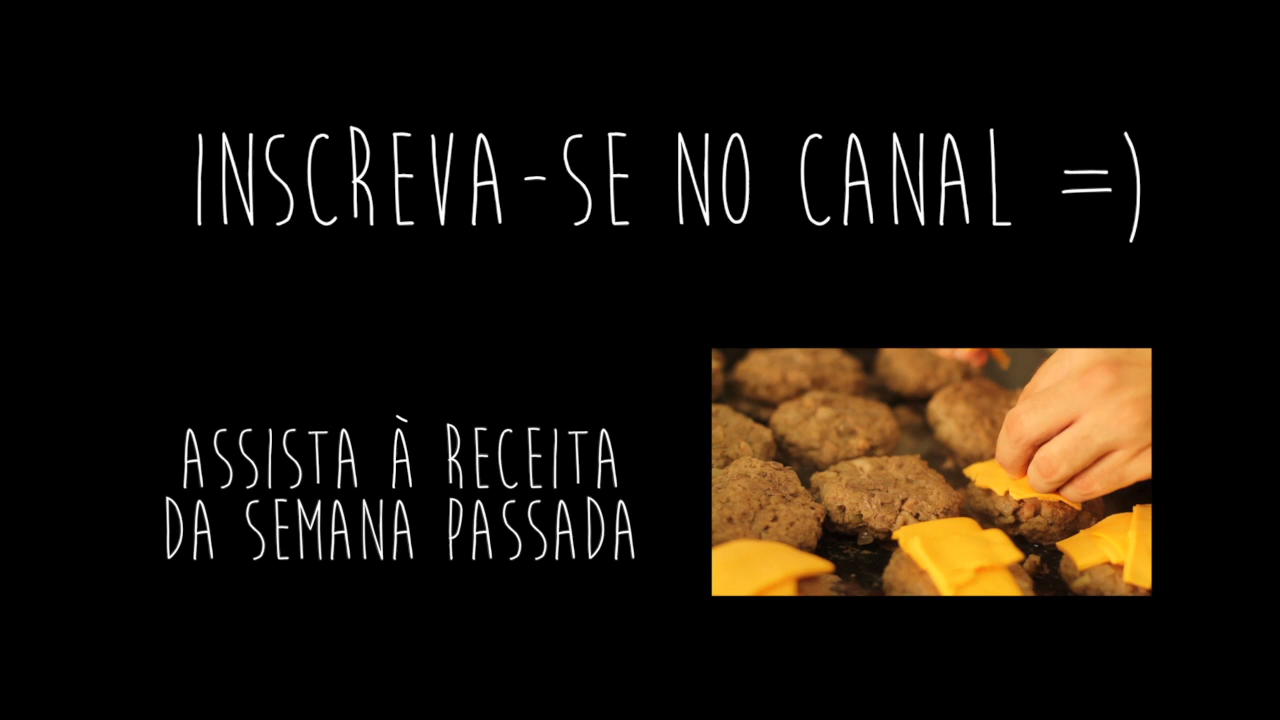 INSCREVA-SE NO CANAL =)
ASSISTA À RECEITA
DA SEMANA PASSADA